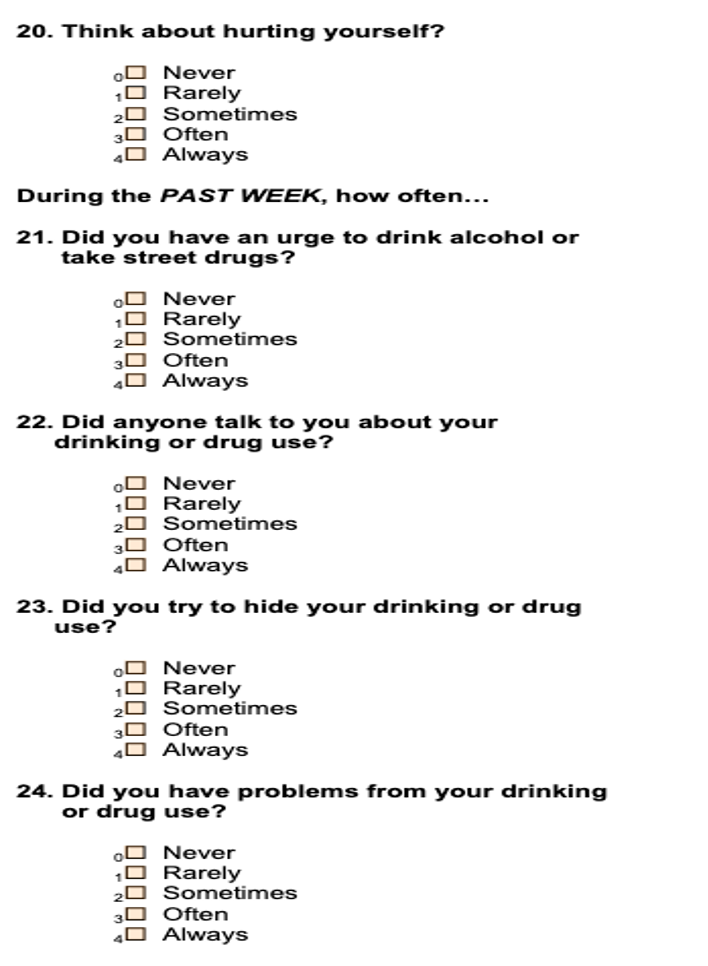 20. Think about hurting yourself?
0 Never
1 Rarely
2 Sometimes
3 Often
4 Always
During the PAST WEEK, how often...
21. Did you have an urge to drink alcohol or
take street drugs?
0 Never
1 Rarely
2 Sometimes
3 Often
4 Always
22. Did anyone talk to you about your
drinking or drug use?
0 Never
1 Rarely
2 Sometimes
3 Often
4 Always
23. Did you try to hide your drinking or drug
use?
0 Never
1 Rarely
2 Sometimes
3 Often
4 Always
24. Did you have problems from your drinking
or drug use?
0 Never
1 Rarely
2 Sometimes
3 Often
4 Always